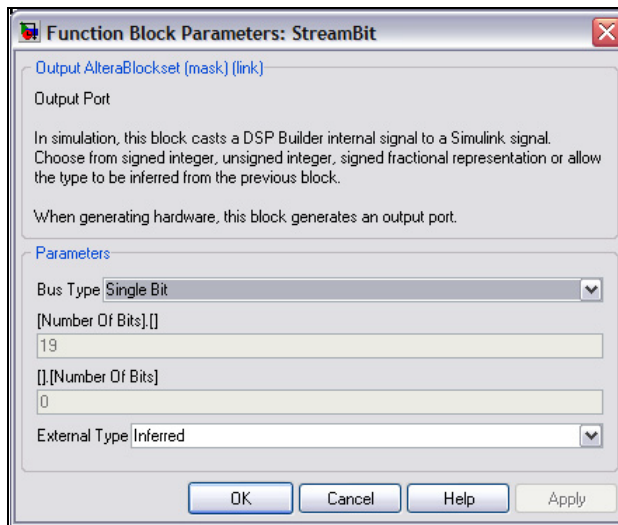 Function Block Parameters: StreamBit
Output AlteraBlockset (mask) (link)
Output Port
In simulation, this block casts a DSP Builder internal signal to a Simulink signal.
Choose from signed integer, unsigned integer, signed fractional representation or allow
the type to be inferred from the previous block.
When generating hardware, this block generates an output port.
Parameters
Bus Type Single Bit
[Number Of Bits].[]
19
[].[Number Of Bits]
0
External Type Inferred
OK Cancel Help Apply